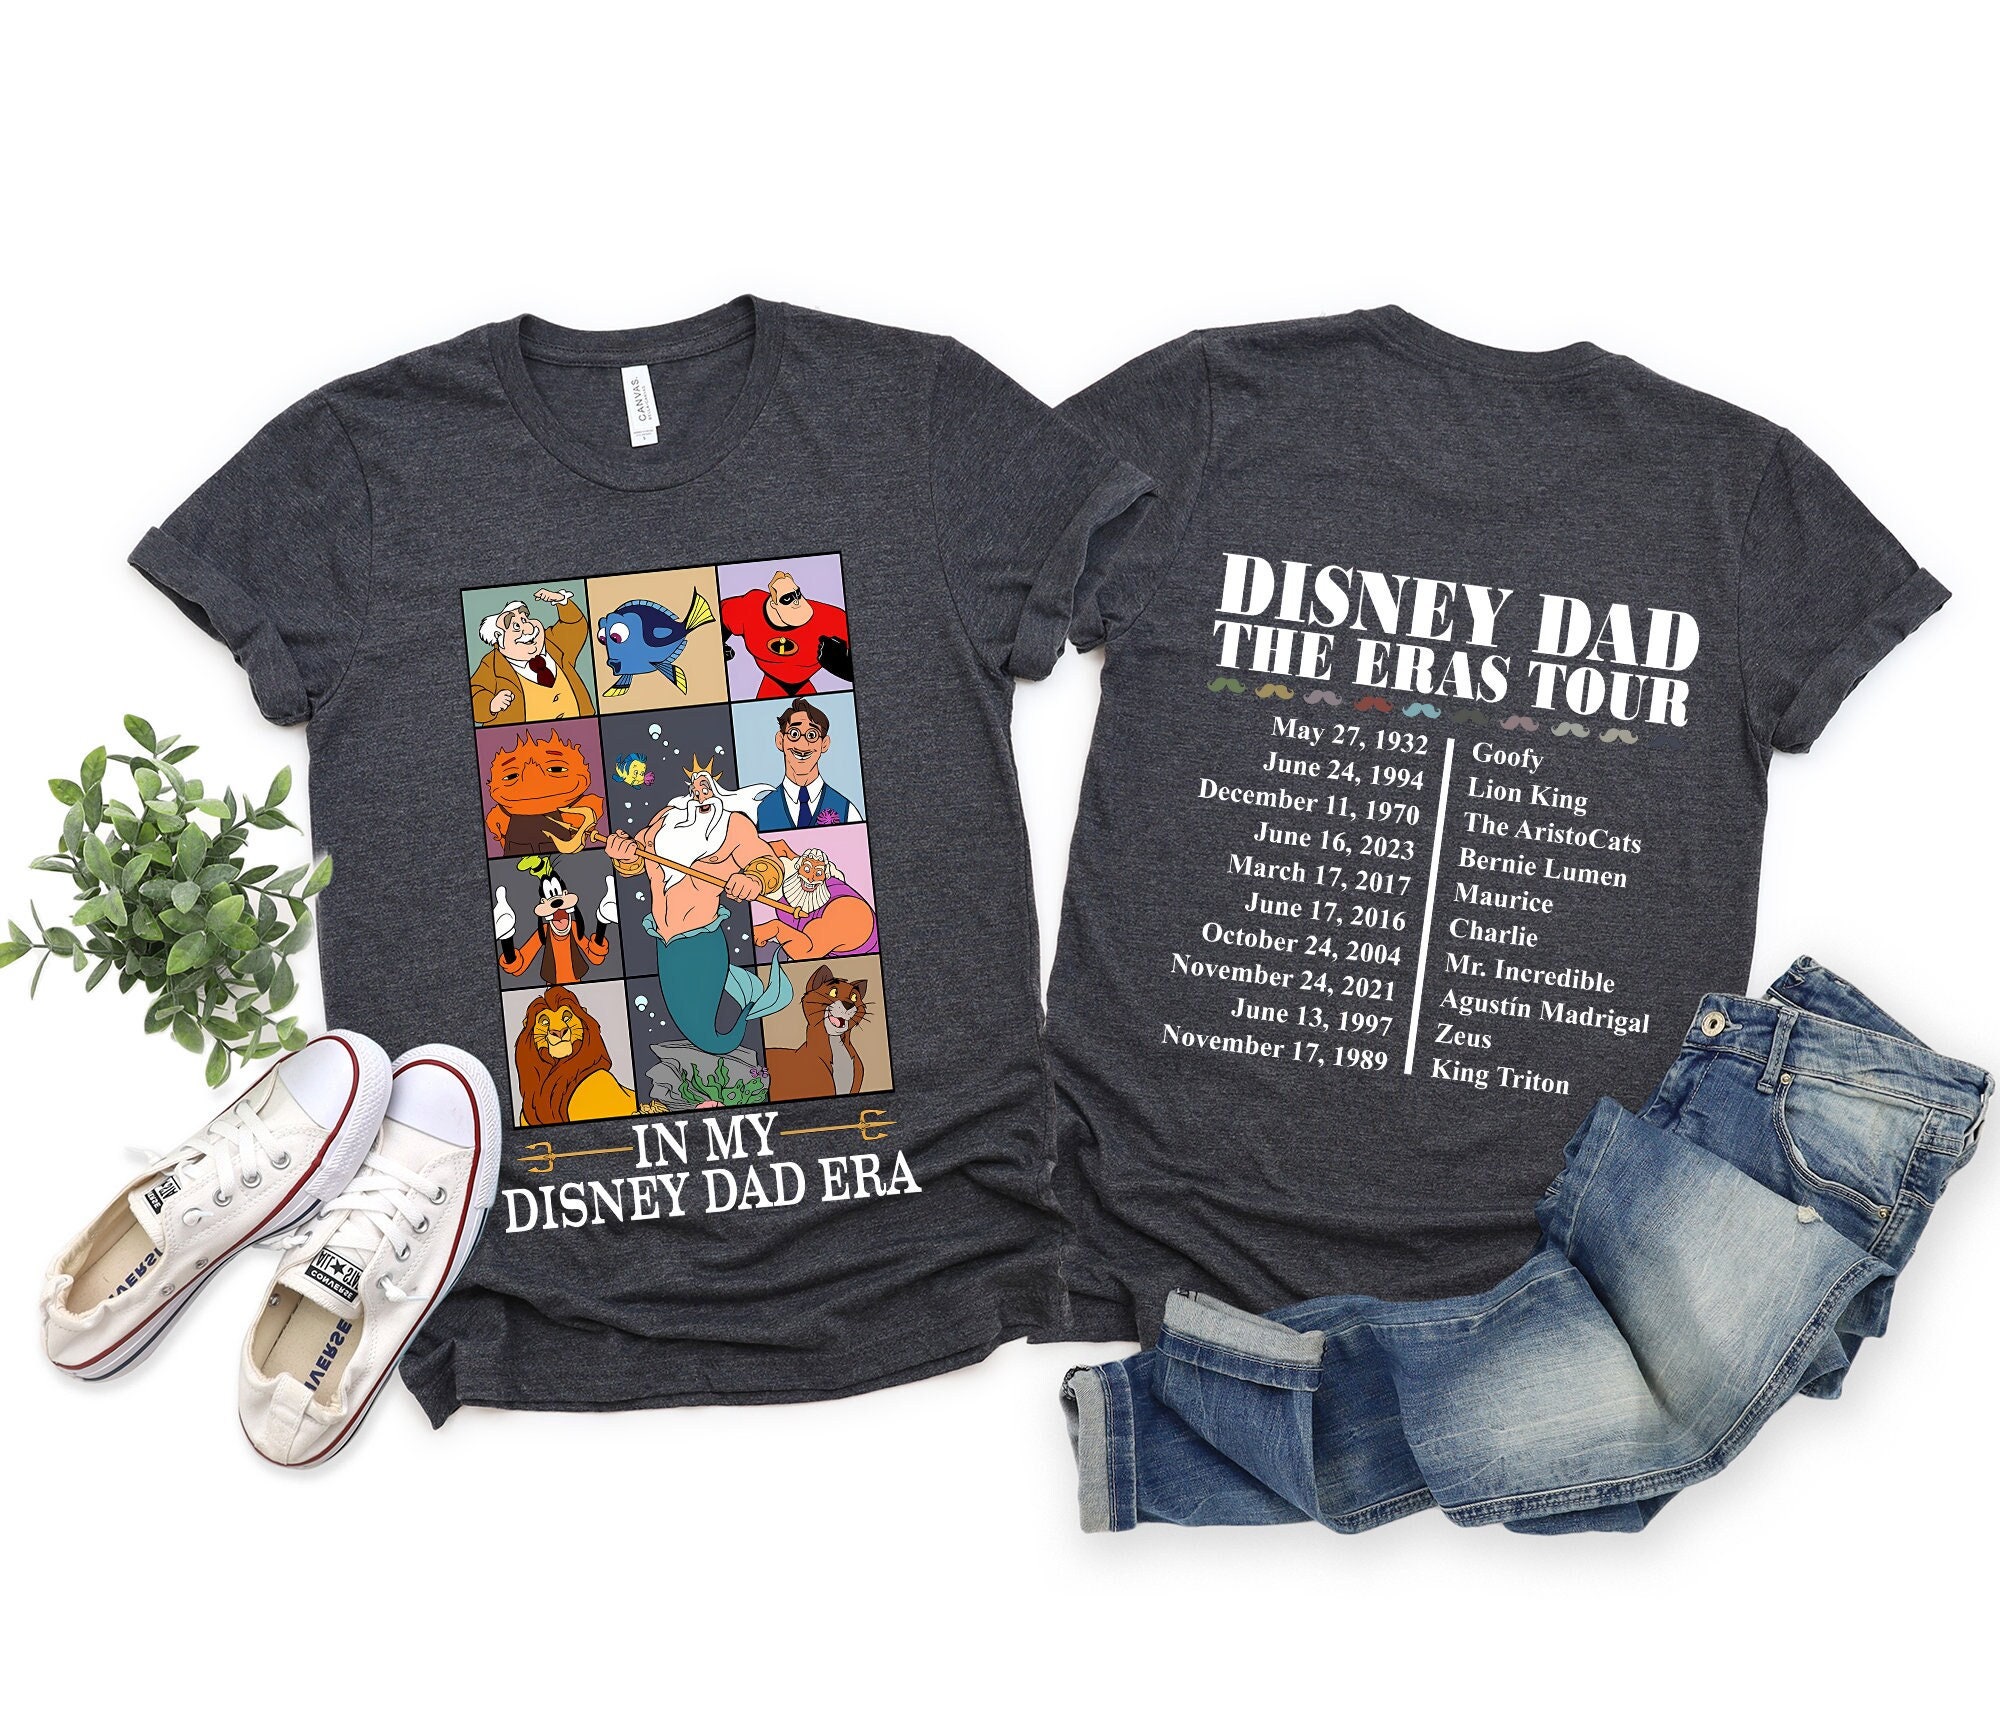 CANVAS.
IN MY
DISNEY DAD ERA
DISNEY DAD
THE ERAS TOUR
May 27, 1932 Goofy
June 24, 1994 Lion King
December 11, 1970 The AristoCats
June 16, 2023 Bernie Lumen
March 17, 2017 Maurice
June 17, 2016 Charlie
October 24, 2004 Mr. Incredible
November 24, 2021 Agustín Madrigal
June 13, 1997 Zeus
November 17, 1989 King Triton
CONVERSE